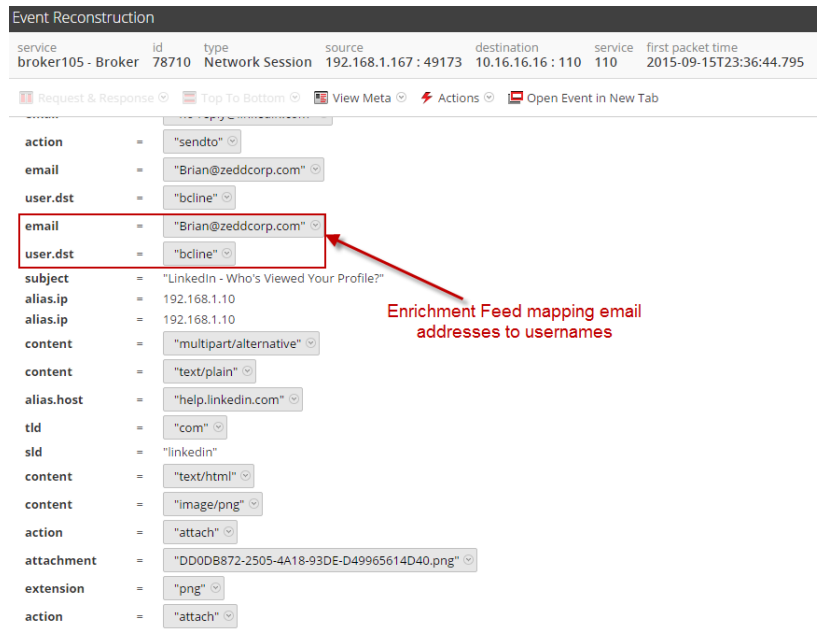 Event Reconstruction
service id type source destination service first packet time
broker105 - Broker 78710 Network Session 192.168.1.167 : 49173 10.16.16.16 : 110 110 2015-09-15T23:36:44.795
Request & Response Top To Bottom View Meta Actions Open Event in New Tab
action = "sendto"
email = "Brian@zeddcorp.com"
user.dst = "bcline"
email = "Brian@zeddcorp.com"
user.dst = "bcline"
subject = "LinkedIn - Who's Viewed Your Profile?"
alias.ip = 192.168.1.10
alias.ip = 192.168.1.10
Enrichment Feed mapping email
addresses to usernames
content = "multipart/alternative"
content = "text/plain"
alias.host = "help.linkedin.com"
tld = "com"
sld = "linkedin"
content = "text/html"
content = "image/png"
action = "attach"
attachment = "DD0DB872-2505-4A18-93DE-D49965614D40.png"
extension = "png"
action = "attach"